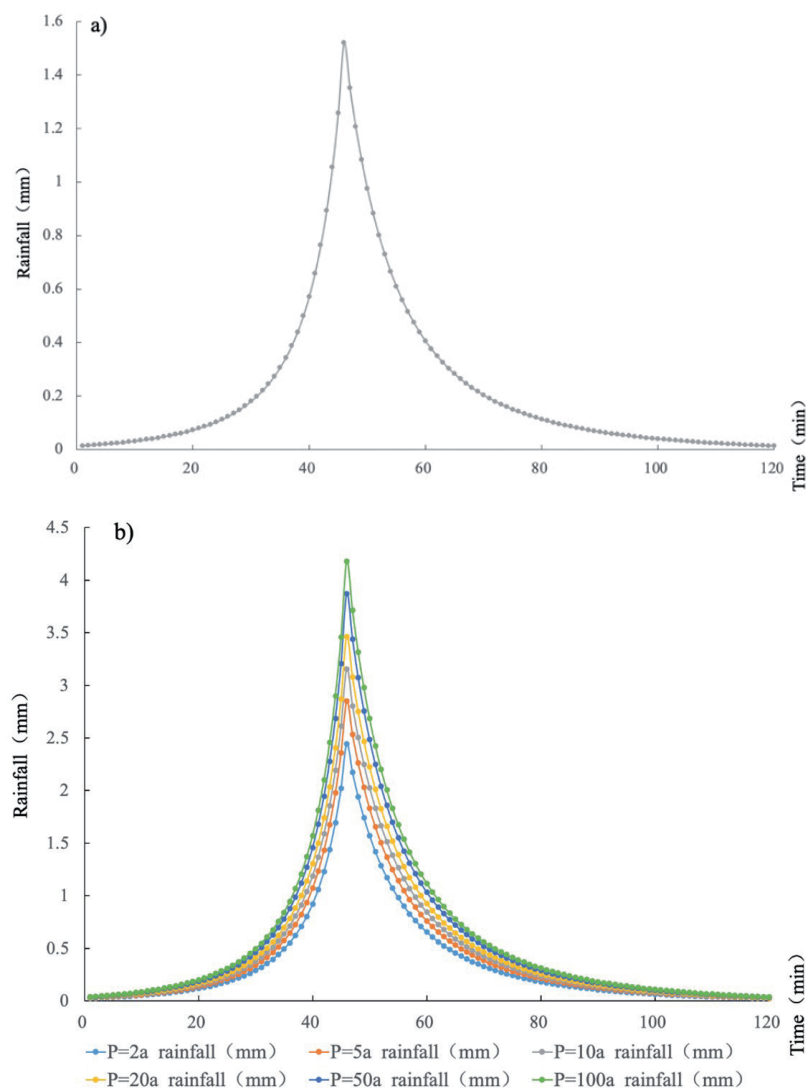 a)
1.6
1.4
1.2
1
0.8
0.6
0.4
0.2
0
Rainfall（mm）
0 20 40 60 80 100 120
Time（min）
b)
4.5
4
3.5
3
2.5
2
1.5
1
0.5
0
Rainfall（mm）
0 20 40 60 80 100 120
Time（min）
P=2a rainfall（mm） P=5a rainfall（mm） P=10a rainfall（mm）
P=20a rainfall（mm） P=50a rainfall（mm） P=100a rainfall（mm）